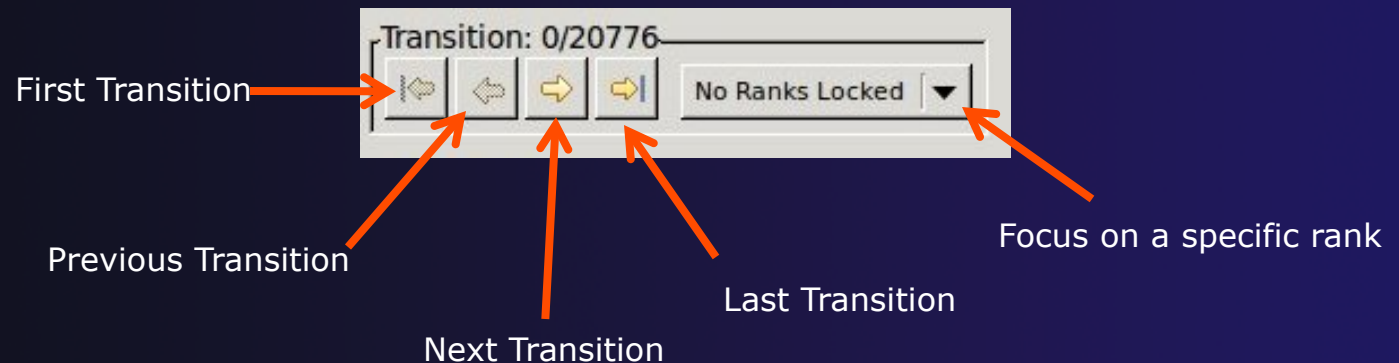 Transition: 0/20776
First Transition
No Ranks Locked
Previous Transition
Focus on a specific rank
Last Transition
Next Transition